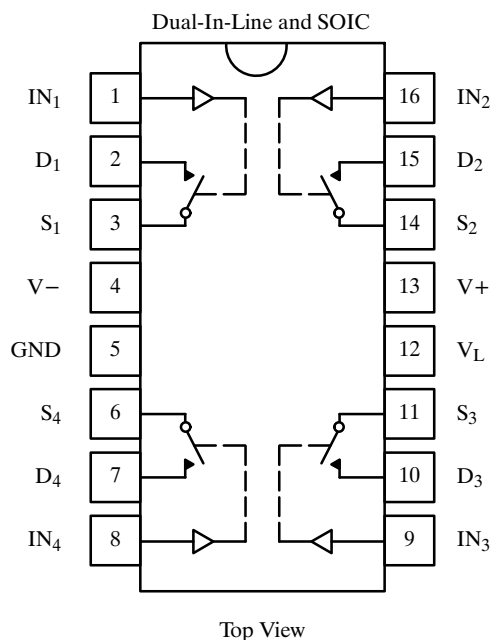 Dual-In-Line and SOIC
IN1 1 16 IN2
D1 2 15 D2
S1 3 14 S2
V− 4 13 V+
GND 5 12 VL
S4 6 11 S3
D4 7 10 D3
IN4 8 9 IN3
Top View